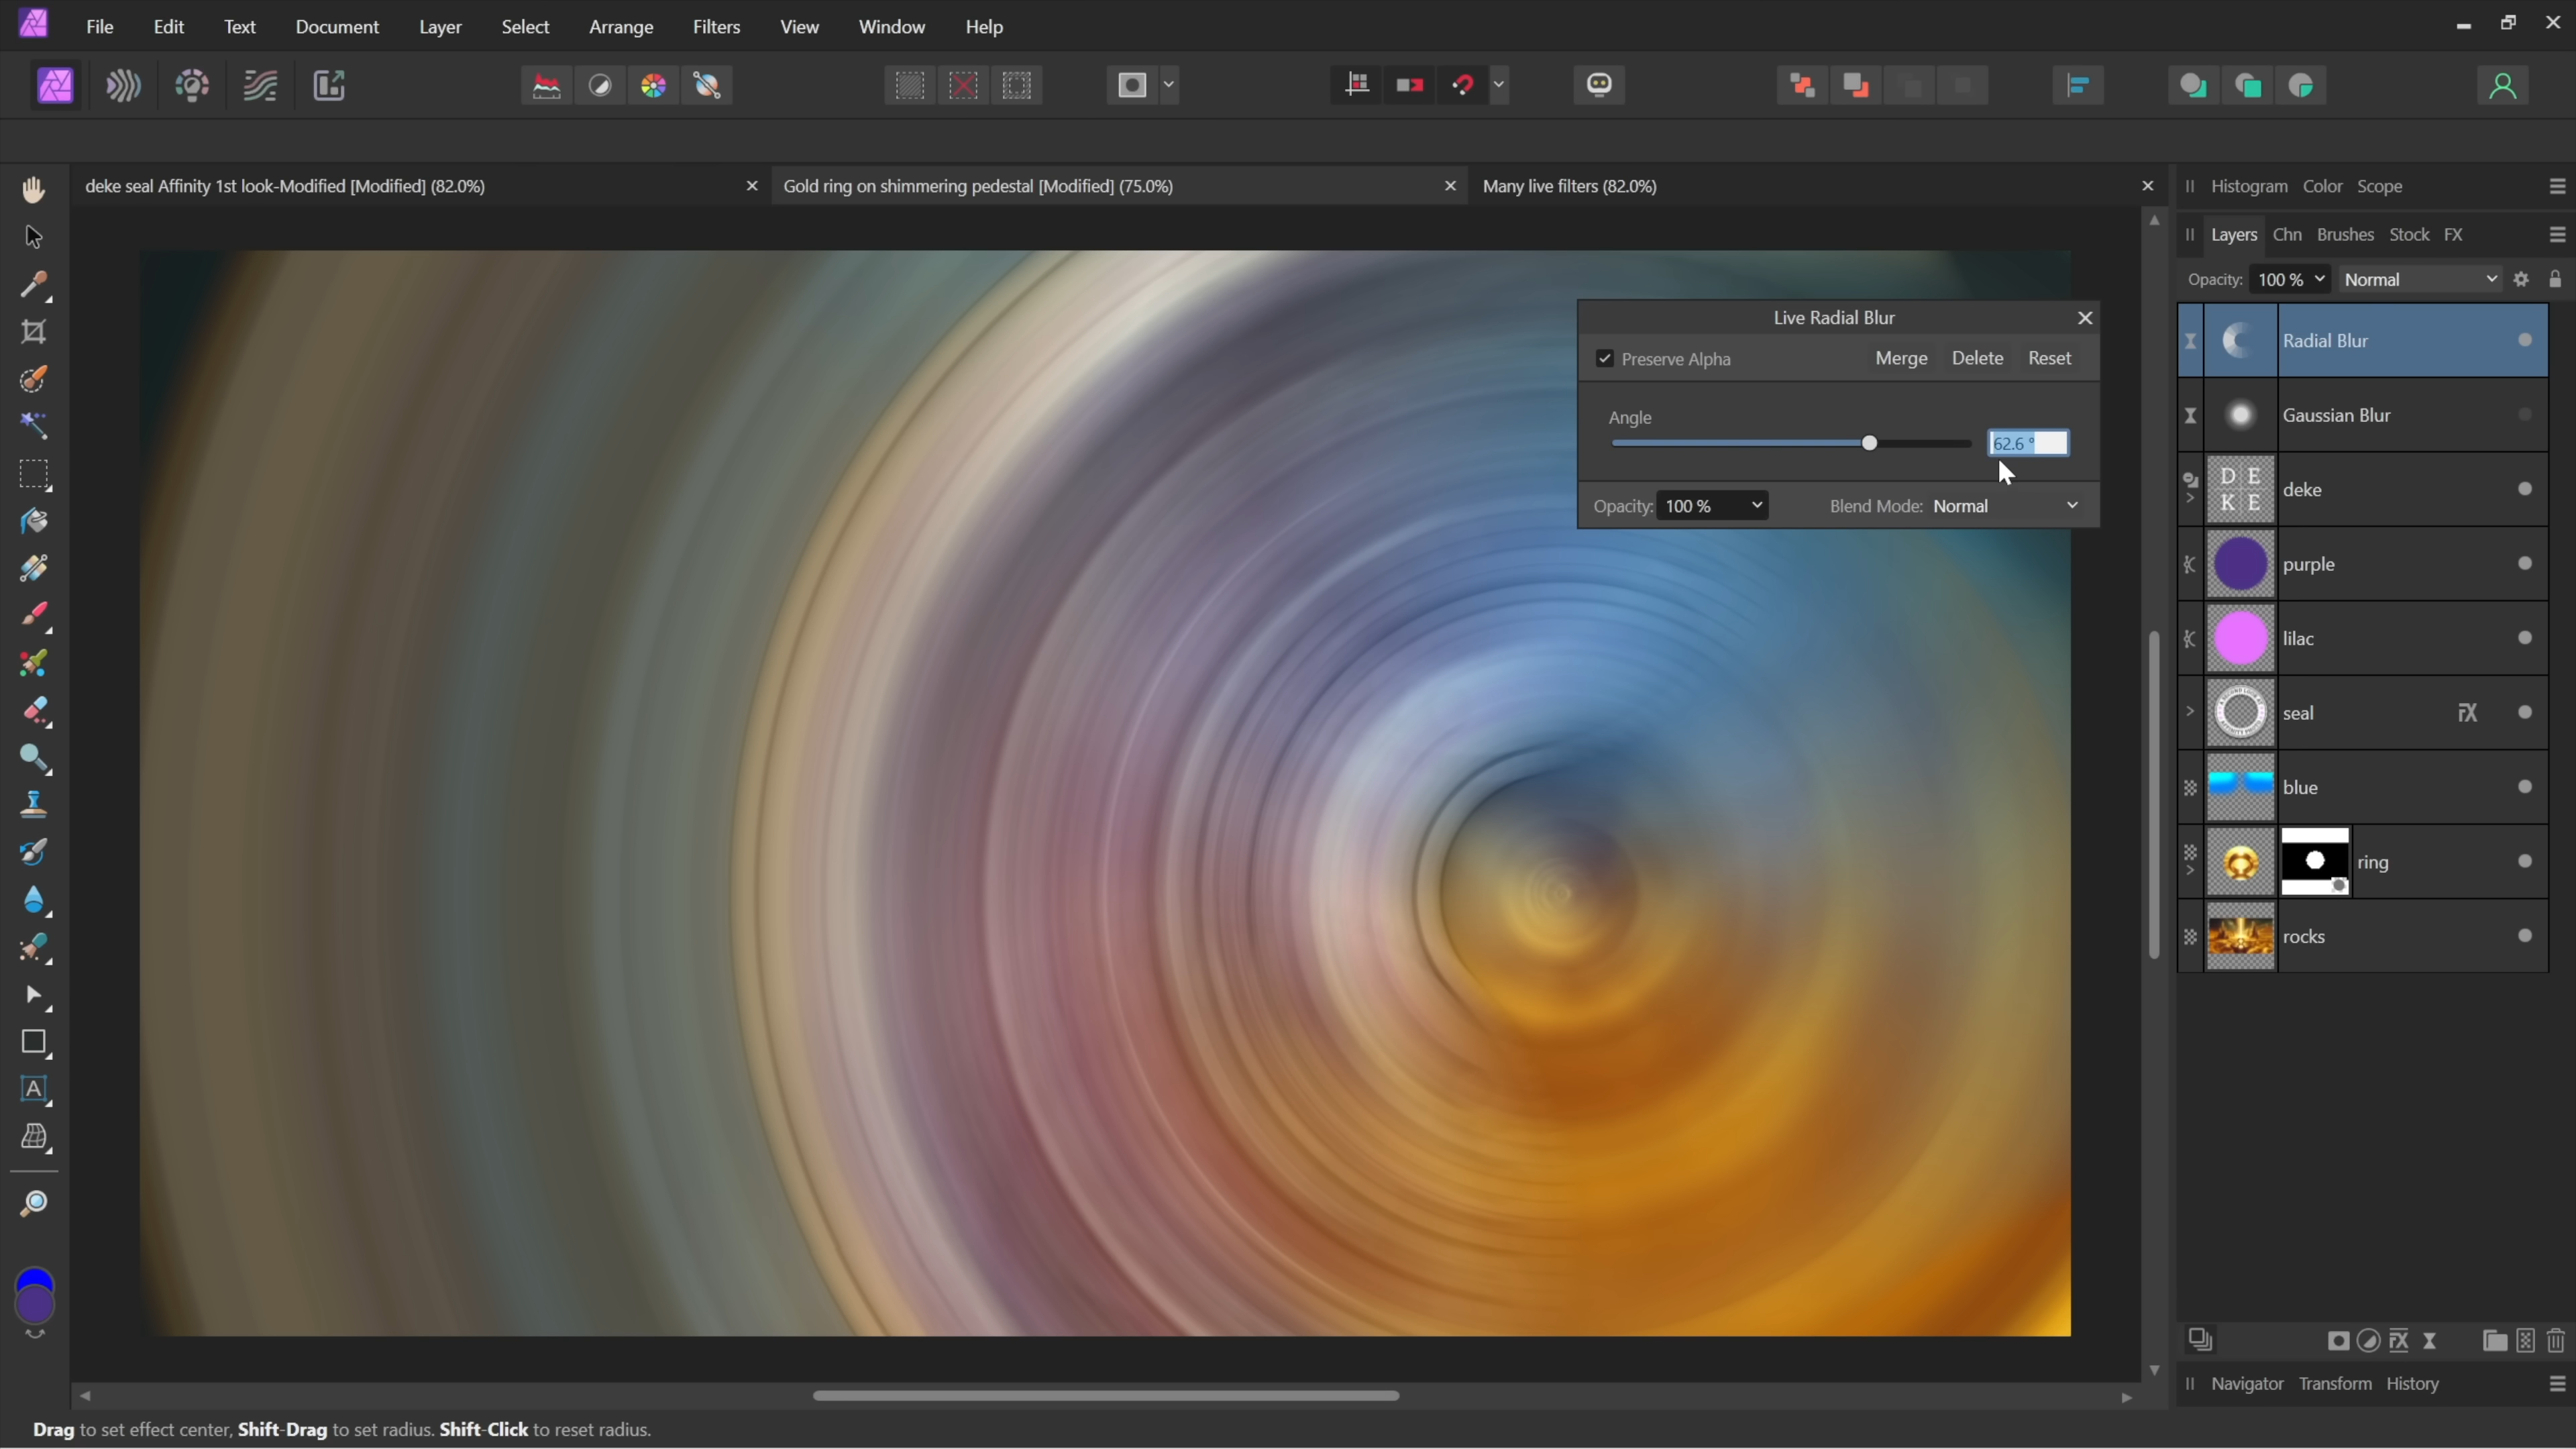 File Edit Text Document Layer Select Arrange Filters View Window Help
deke seal Affinity 1st look-Modified [Modified] (82.0%)
Gold ring on shimmering pedestal [Modified] (75.0%)
Many live filters (82.0%)
Histogram Color Scope
Layers Chn Brushes Stock FX
Opacity: 100 % Normal
Live Radial Blur
Preserve Alpha Merge Delete Reset
Angle
62.6 °
Opacity: 100 % Blend Mode: Normal
Radial Blur
Gaussian Blur
D E
K E
deke
purple
lilac
seal FX
blue
ring
rocks
A
FX
Navigator Transform History
Drag to set effect center, Shift-Drag to set radius. Shift-Click to reset radius.